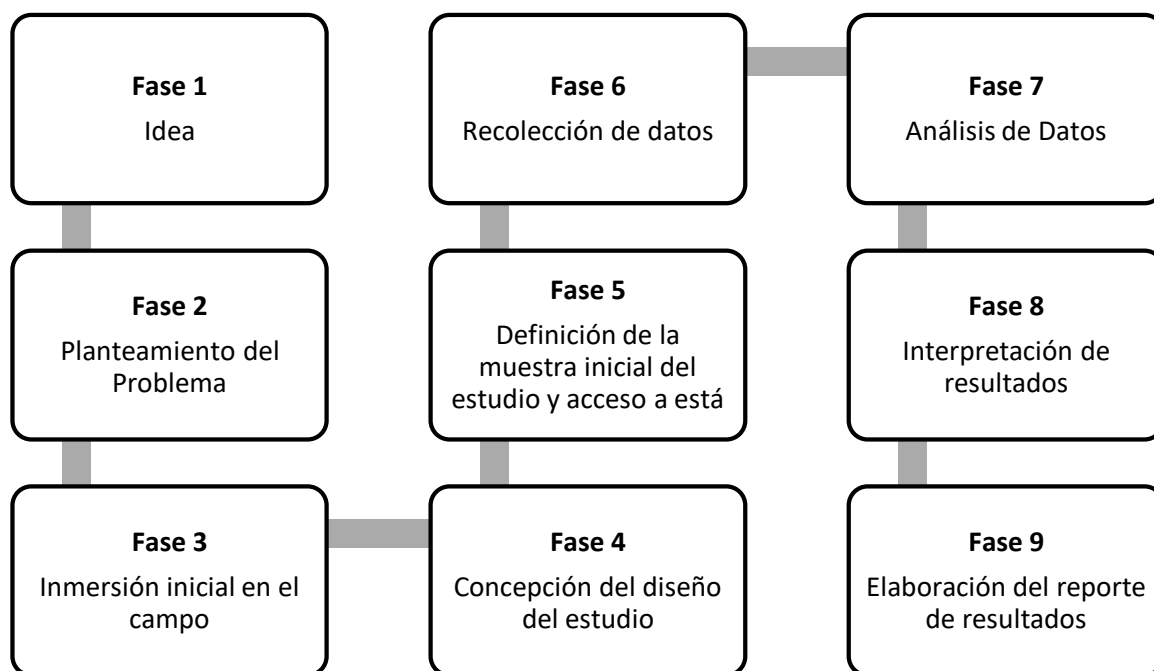 Fase 1
Idea
Fase 2
Planteamiento del
Problema
Fase 3
Inmersión inicial en el
campo
Fase 4
Concepción del diseño
del estudio
Fase 5
Definición de la
muestra inicial del
estudio y acceso a está
Fase 6
Recolección de datos
Fase 7
Análisis de Datos
Fase 8
Interpretación de
resultados
Fase 9
Elaboración del reporte
de resultados